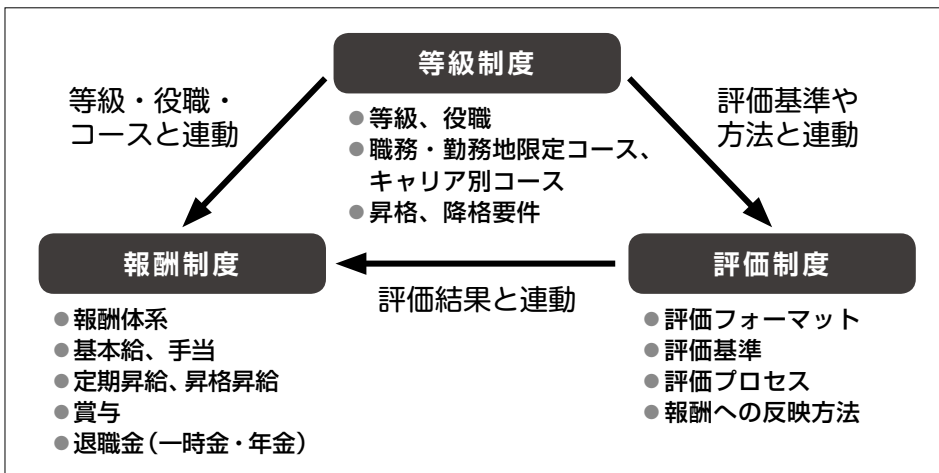 等級制度
等級・役職・
コースと連動
評価基準や
方法と連動
●等級、役職
●職務・勤務地限定コース、
キャリア別コース
●昇格、降格要件
報酬制度
評価制度
評価結果と連動
●報酬体系
●基本給、手当
●定期昇給、昇格昇給
●賞与
●退職金(一時金・年金)
●評価フォーマット
●評価基準
●評価プロセス
●報酬への反映方法